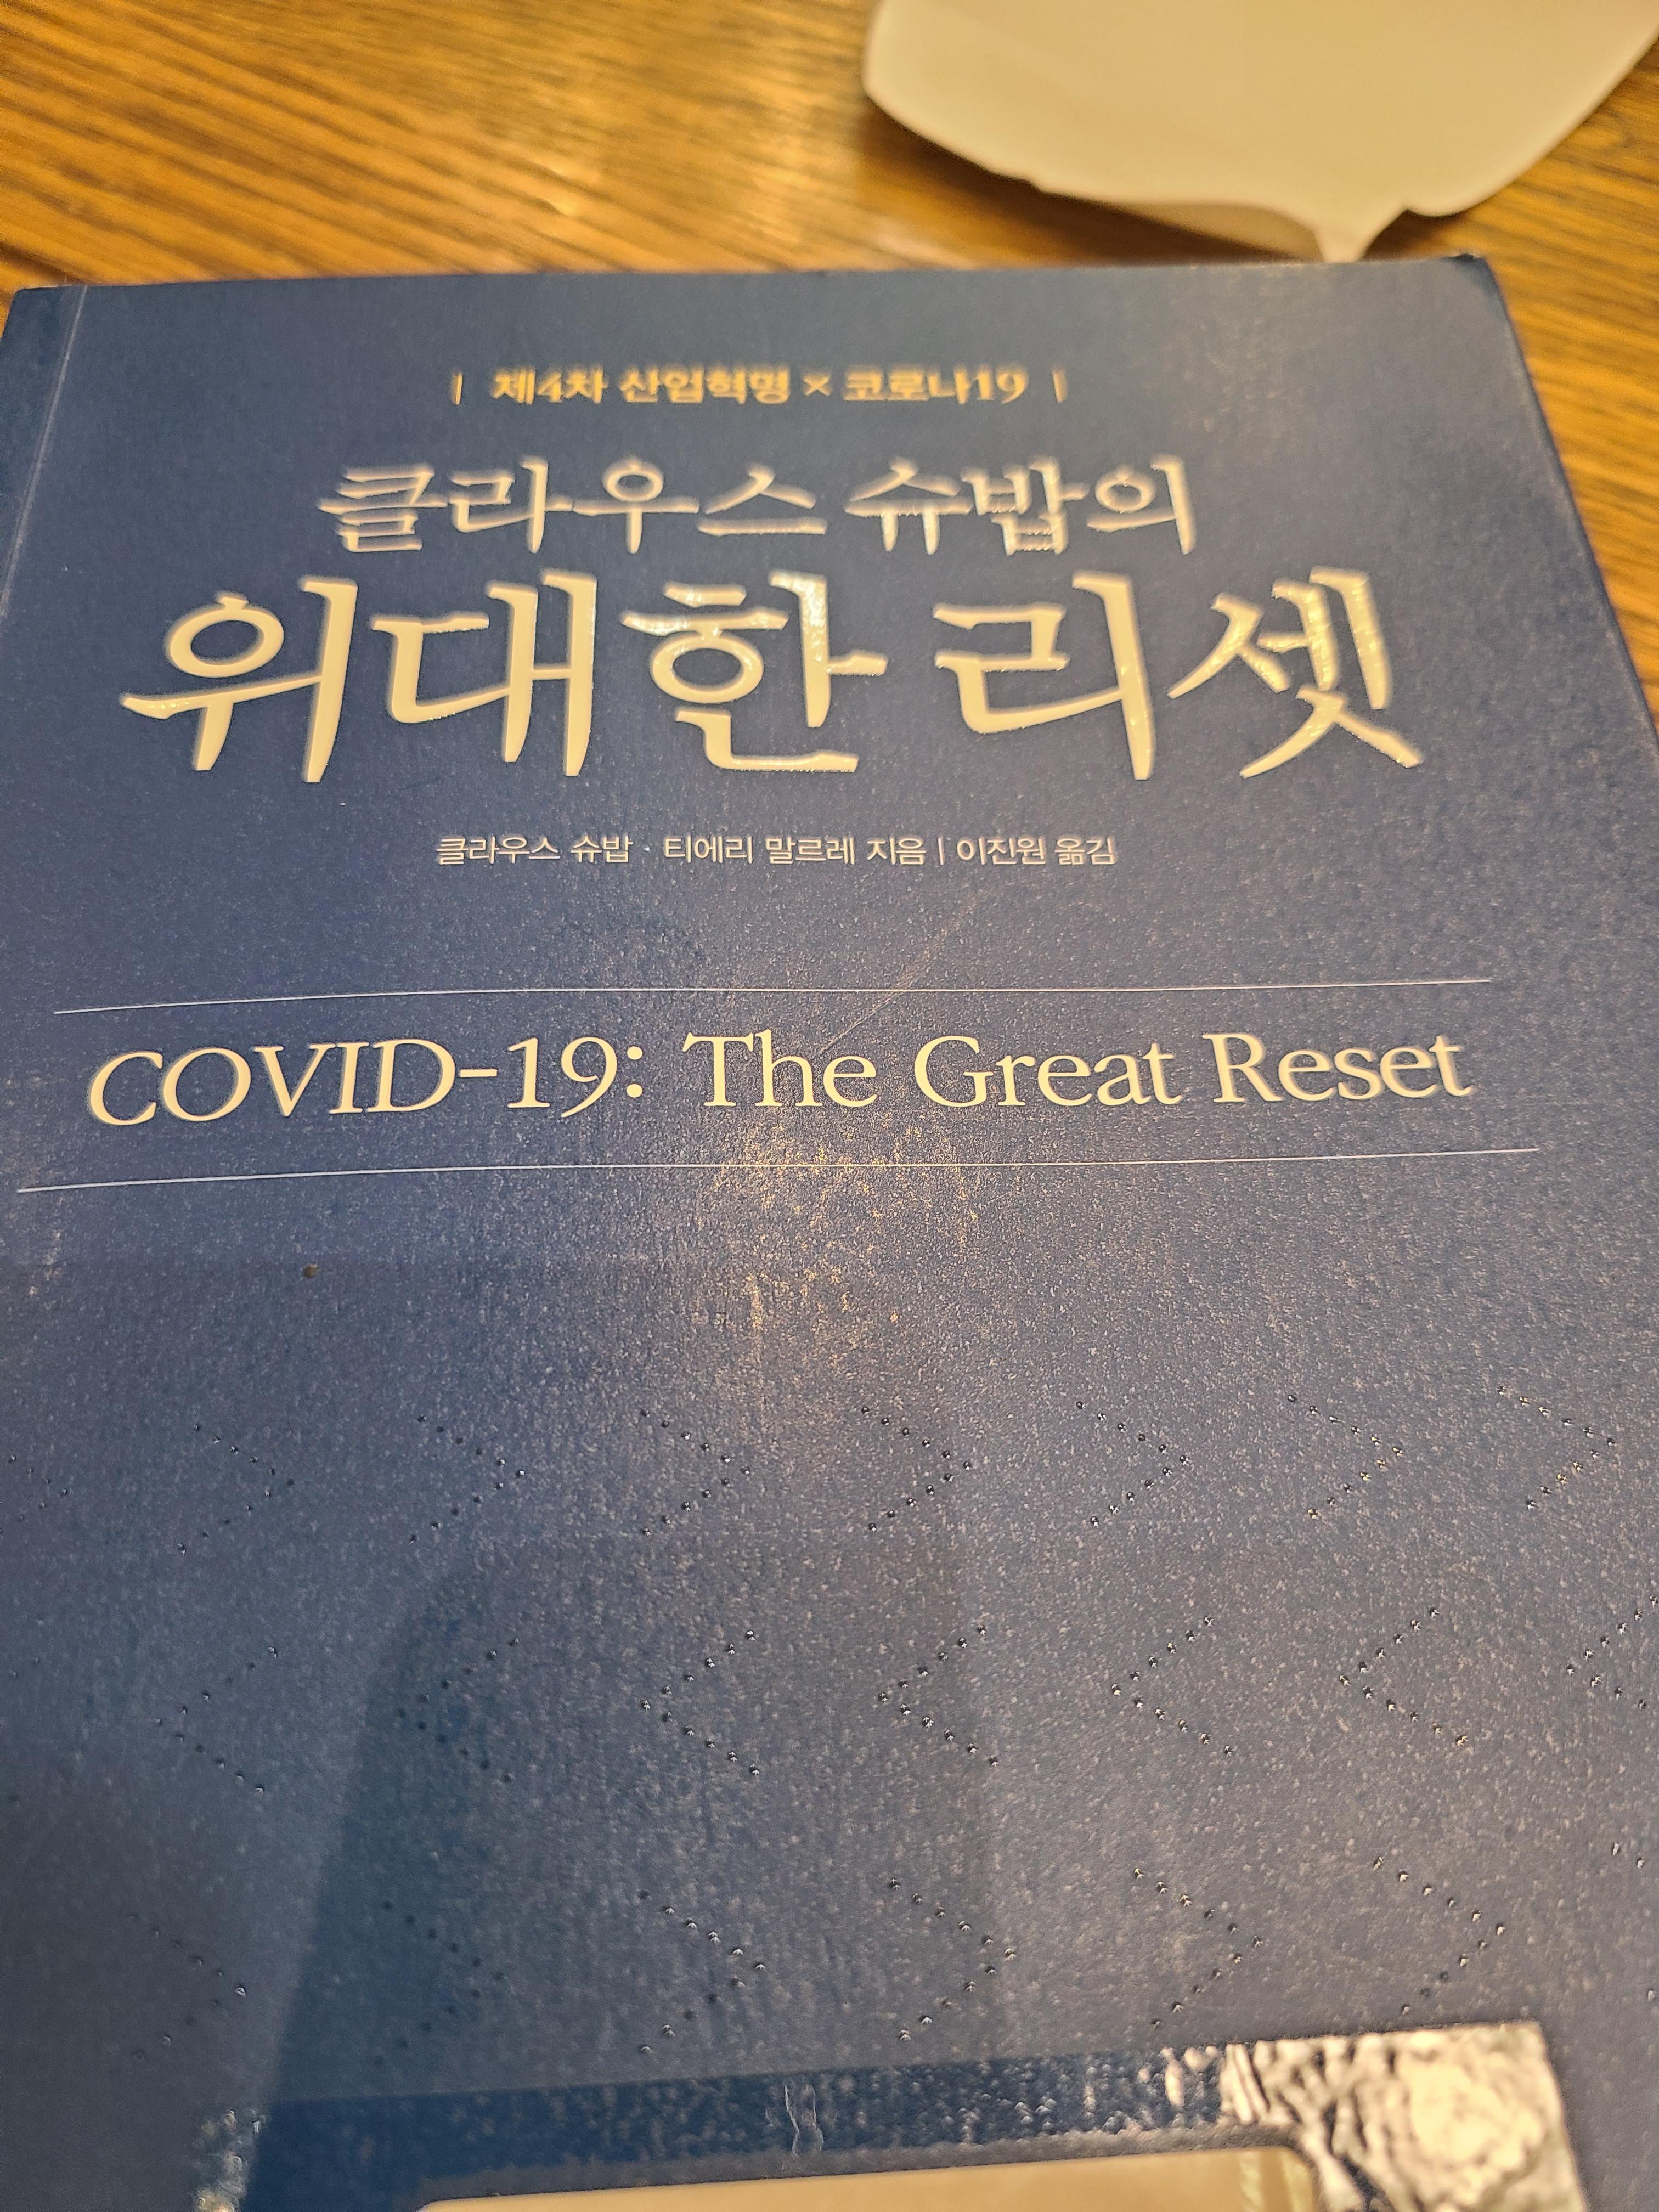 | 제4차 산업혁명 × 코로나19 |
클라우스 슈밥의
위대한 리셋
클라우스 슈밥 · 티에리 말르레 지음 | 이진원 옮김
COVID-19: The Great Reset